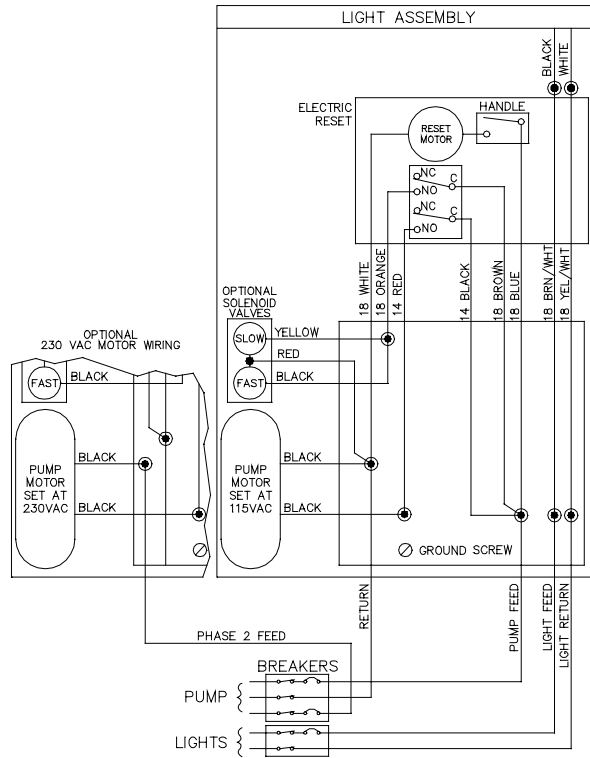 LIGHT ASSEMBLY
BLACK
WHITE
ELECTRIC
RESET
RESET
MOTOR
HANDLE
NC
C
NO
NC
C
NO
18 WHITE
18 ORANGE
14 RED
14 BLACK
18 BROWN
18 BLUE
18 BRN/WHT
18 YEL/WHT
OPTIONAL
SOLENOID
VALVES
SLOW
YELLOW
RED
FAST
BLACK
OPTIONAL
230 VAC MOTOR WIRING
FAST
BLACK
PUMP
MOTOR
SET AT
230VAC
BLACK
BLACK
PUMP
MOTOR
SET AT
115VAC
BLACK
BLACK
GROUND SCREW
RETURN
PUMP FEED
LIGHT FEED
LIGHT RETURN
PHASE 2 FEED
BREAKERS
PUMP
LIGHTS